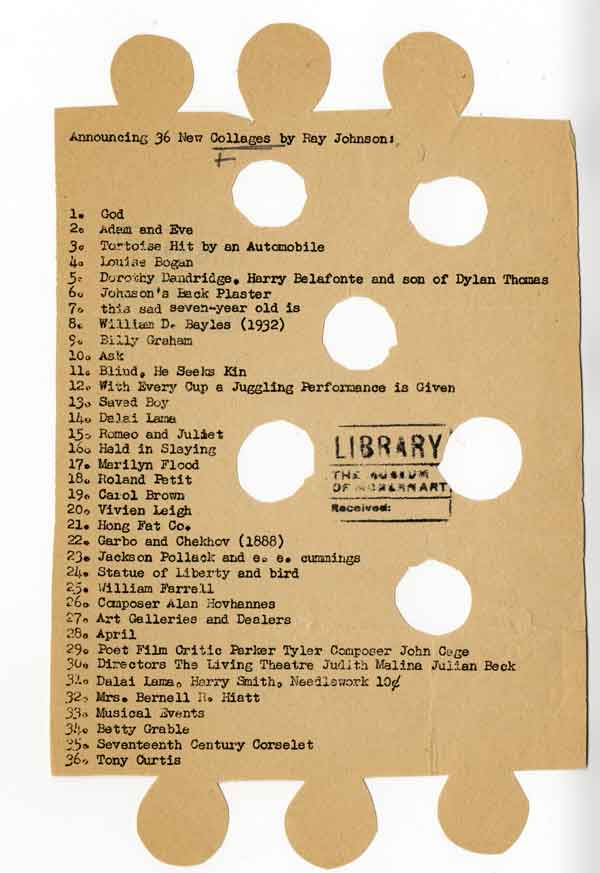 Announcing 36 New Collages by Ray Johnson:
1. God
2. Adam and Eve
3. Tortoise Hit by an Automobile
4. Louise Bogan
5. Dorothy Dandridge, Harry Belafonte and son of Dylan Thomas
6. Johnson's Back Plaster
7. this sad seven-year old is
8. William D. Bayles (1932)
9. Billy Graham
10. Ask
11. Blind, He Seeks Kin
12. With Every Cup a Juggling Performance is Given
13. Saved Boy
14. Dalai Lama
15. Romeo and Juliet
16. Held in Slaying
17. Marilyn Flood
18. Roland Petit
19. Carol Brown
20. Vivien Leigh
21. Hong Fat Co.
22. Garbo and Chekhov (1888)
23. Jackson Pollack and e. e. cummings
24. Statue of Liberty and bird
25. William Farrell
26. Composer Alan Hovhannes
27. Art Galleries and Dealers
28. April
29. Poet Film Critic Parker Tyler Composer John Cage
30. Directors The Living Theatre Judith Malina Julian Beck
31. Dalai Lama, Harry Smith, Needlework 10¢
32. Mrs. Bernell R. Hiatt
33. Musical Events
34. Betty Grable
35. Seventeenth Century Corselet
36. Tony Curtis
LIBRARY
THE MUSEUM
OF MODERN ART
Received: